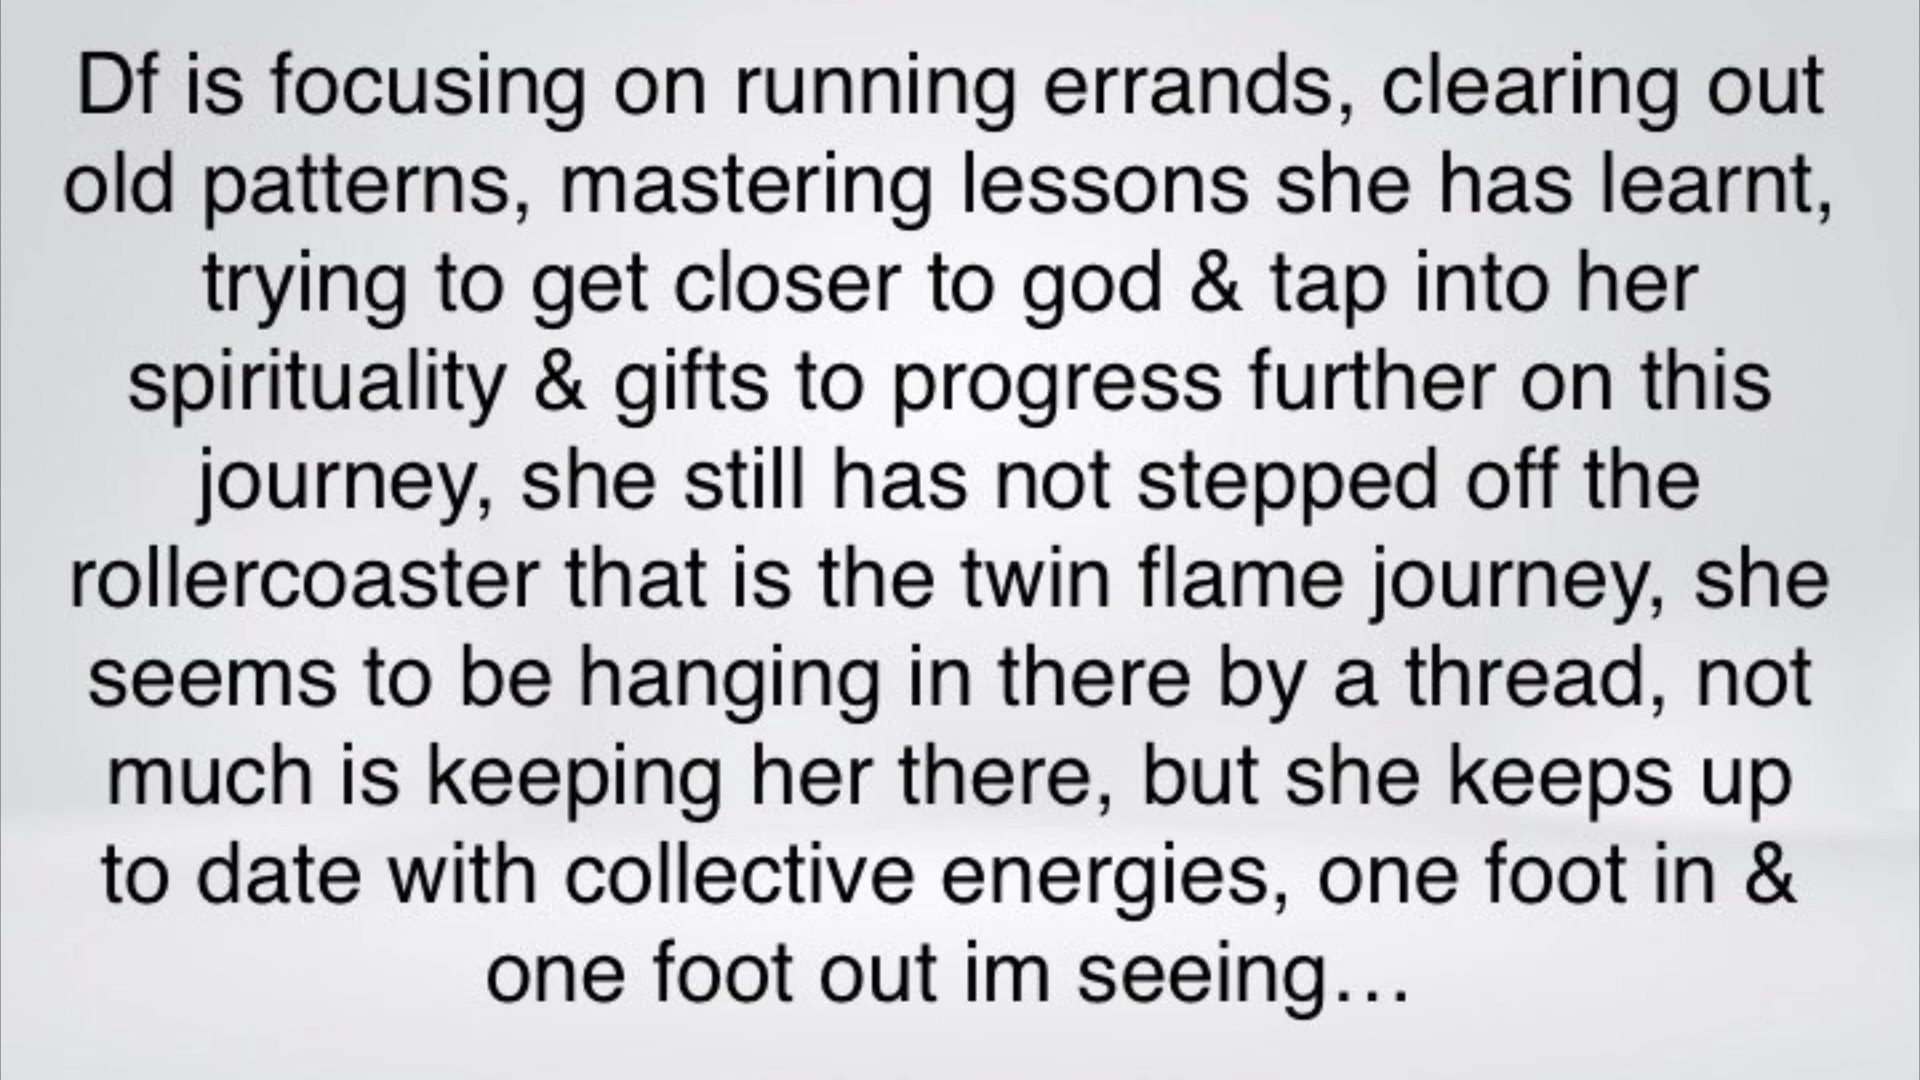 Df is focusing on running errands, clearing out
old patterns, mastering lessons she has learnt,
trying to get closer to god & tap into her
spirituality & gifts to progress further on this
journey, she still has not stepped off the
rollercoaster that is the twin flame journey, she
seems to be hanging in there by a thread, not
much is keeping her there, but she keeps up
to date with collective energies, one foot in &
one foot out im seeing...